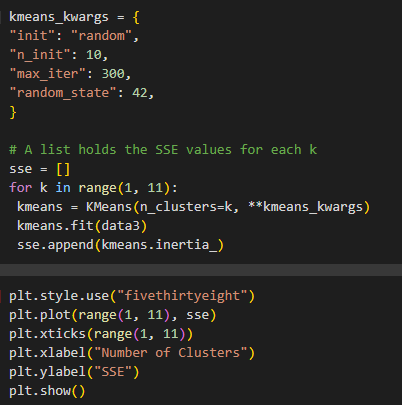 kmeans_kwargs = {
"init": "random",
"n_init": 10,
"max_iter": 300,
"random_state": 42,
}
# A list holds the SSE values for each k
sse = []
for k in range(1, 11):
 kmeans = KMeans(n_clusters=k, **kmeans_kwargs)
 kmeans.fit(data3)
 sse.append(kmeans.inertia_)
plt.style.use("fivethirtyeight")
plt.plot(range(1, 11), sse)
plt.xticks(range(1, 11))
plt.xlabel("Number of Clusters")
plt.ylabel("SSE")
plt.show()